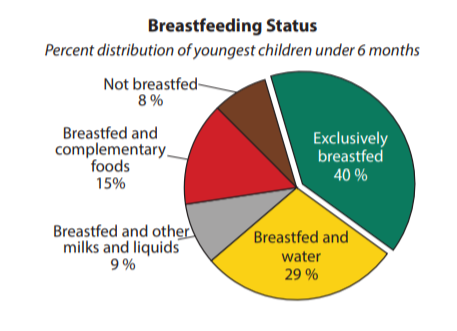 Breastfeeding Status
Percent distribution of youngest children under 6 months
Not breastfed
8 %
Exclusively
breastfed
40 %
Breastfed and
complementary
foods
15%
Breastfed and other
milks and liquids
9 %
Breastfed and
water
29 %